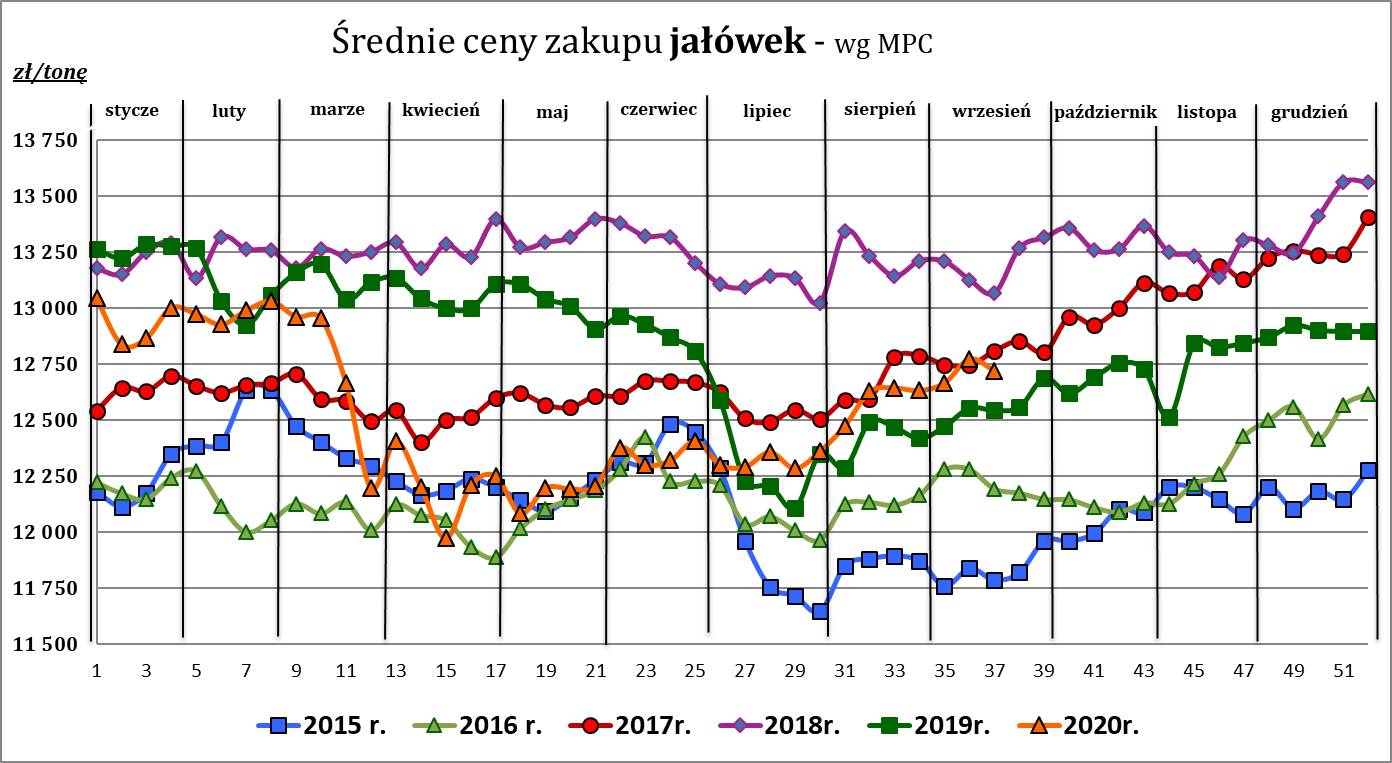 Średnie ceny zakupu jałówek - wg MPC
zł/tonę
stycze luty marze kwiecień maj czerwiec lipiec sierpień wrzesień październik listopa grudzień
13 750
13 500
13 250
13 000
12 750
12 500
12 250
12 000
11 750
11 500
1 3 5 7 9 11 13 15 17 19 21 23 25 27 29 31 33 35 37 39 41 43 45 47 49 51
2015 r. 2016 r. 2017r. 2018r. 2019r. 2020r.